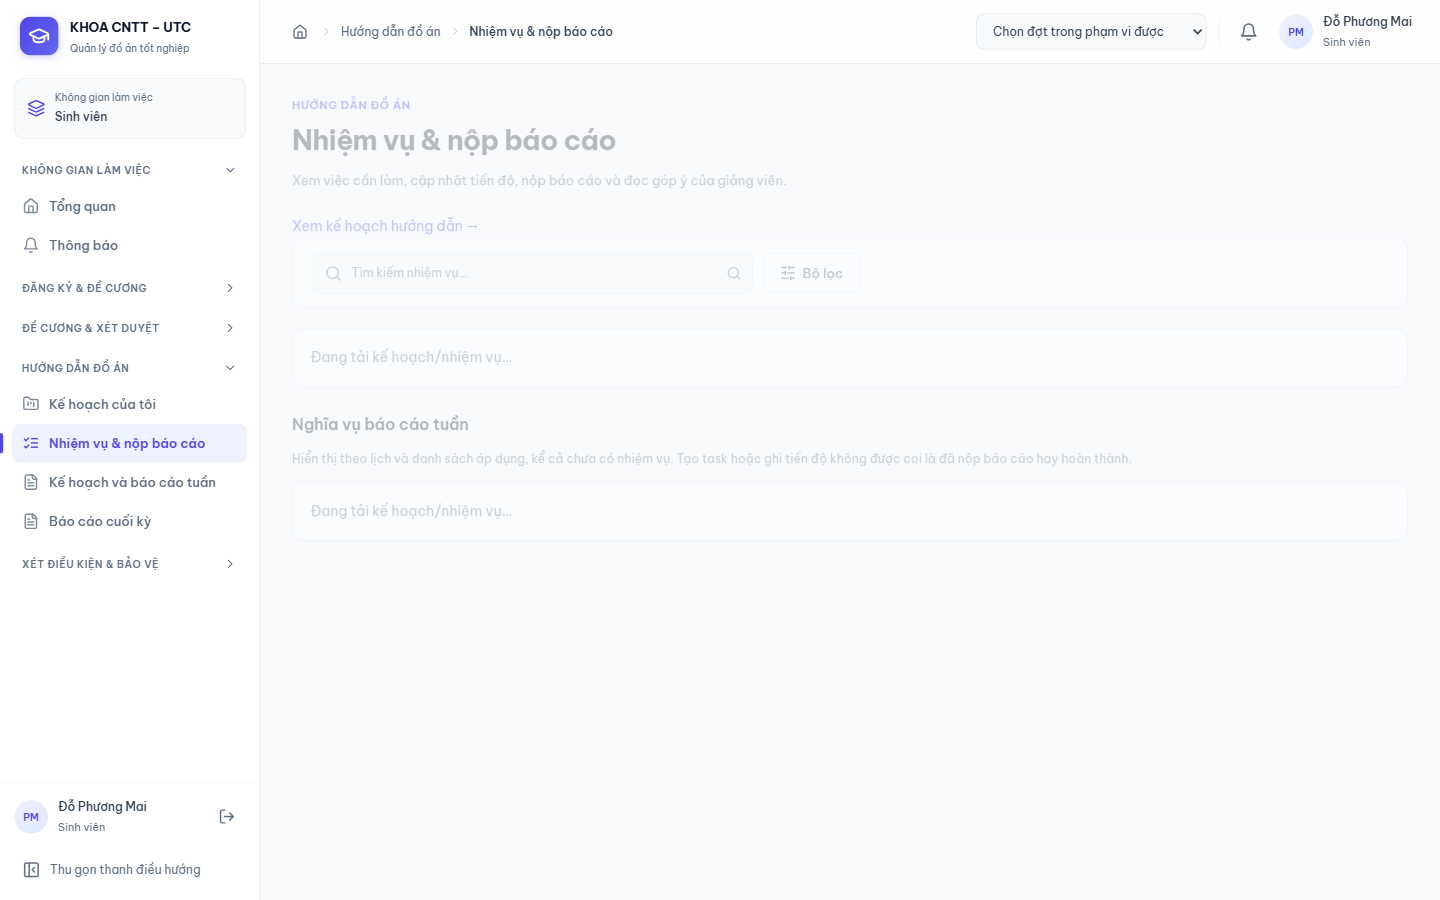 KHOA CNTT – UTC
Quản lý đồ án tốt nghiệp
Không gian làm việc
Sinh viên
KHÔNG GIAN LÀM VIỆC
Tổng quan
Thông báo
ĐĂNG KÝ & ĐỀ CƯƠNG
ĐỀ CƯƠNG & XÉT DUYỆT
HƯỚNG DẪN ĐỒ ÁN
Kế hoạch của tôi
Nhiệm vụ & nộp báo cáo
Kế hoạch và báo cáo tuần
Báo cáo cuối kỳ
XÉT ĐIỀU KIỆN & BẢO VỆ
PM
Đỗ Phương Mai
Sinh viên
Thu gọn thanh điều hướng
Hướng dẫn đồ án
Nhiệm vụ & nộp báo cáo
Chọn đợt trong phạm vi được
PM
Đỗ Phương Mai
Sinh viên
HƯỚNG DẪN ĐỒ ÁN
Nhiệm vụ & nộp báo cáo
Xem việc cần làm, cập nhật tiến độ, nộp báo cáo và đọc góp ý của giảng viên.
Xem kế hoạch hướng dẫn →
Tìm kiếm nhiệm vụ...
Bộ lọc
Đang tải kế hoạch/nhiệm vụ...
Nghĩa vụ báo cáo tuần
Hiển thị theo lịch và danh sách áp dụng, kể cả chưa có nhiệm vụ. Tạo task hoặc ghi tiến độ không được coi là đã nộp báo cáo hay hoàn thành.
Đang tải kế hoạch/nhiệm vụ...